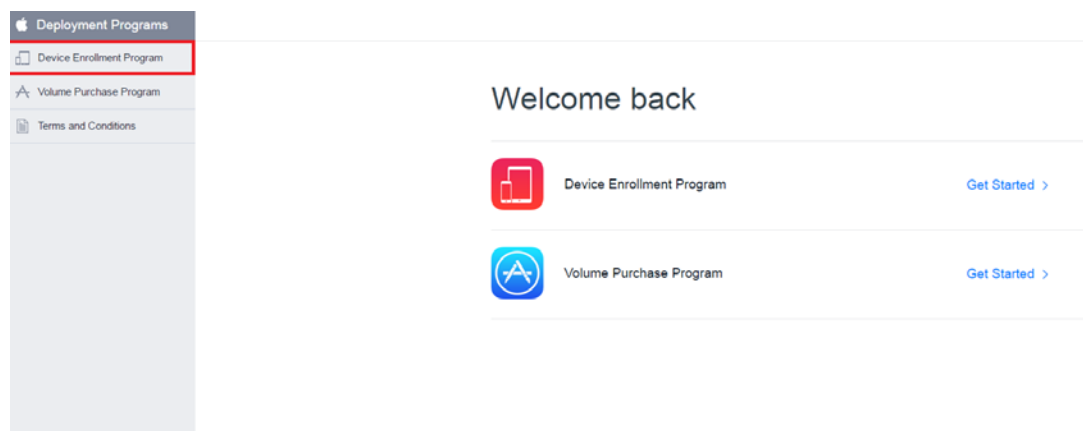 Deployment Programs
Device Enrollment Program
Volume Purchase Program
Terms and Conditions
Welcome back
Device Enrollment Program Get Started >
Volume Purchase Program Get Started >